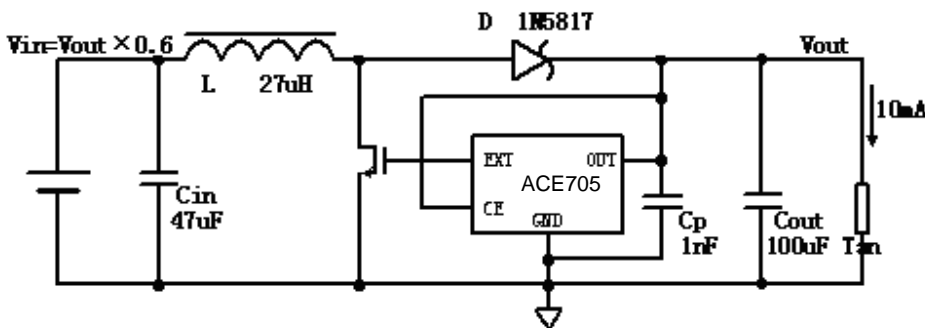 D 1N5817
Vin=Vout×0.6
Vout
L 27uH
10mA
EXT OUT
ACE705
CE
GND
Cin
47uF
Cp
1nF
Cout
100uF Tan